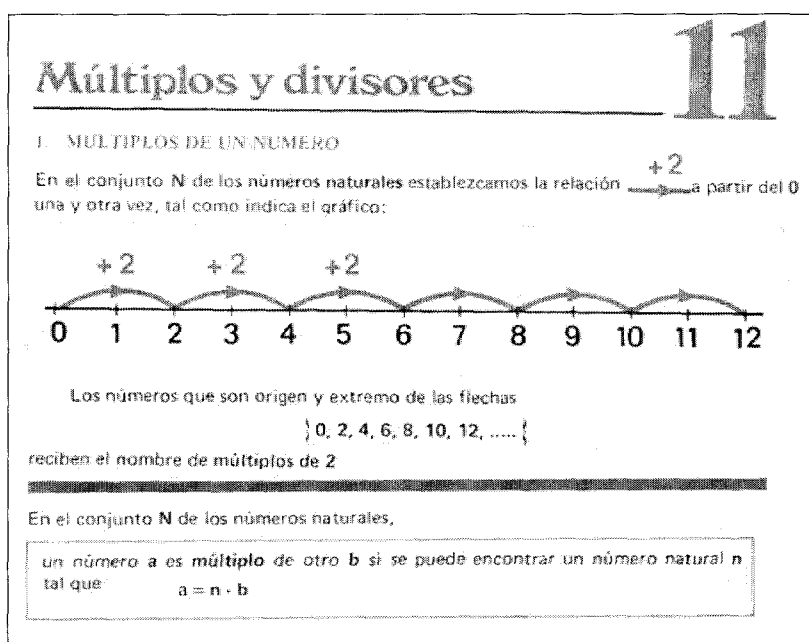 Múltiplos y divisores
11
I. MULTIPLOS DE UN NUMERO
En el conjunto N de los números naturales establezcamos la relación +2 a partir del 0
una y otra vez, tal como indica el gráfico:
+2 +2 +2
0 1 2 3 4 5 6 7 8 9 10 11 12
Los números que son origen y extremo de las flechas
} 0, 2, 4, 6, 8, 10, 12, ..... {
reciben el nombre de múltiplos de 2
En el conjunto N de los números naturales,
un número a es múltiplo de otro b si se puede encontrar un número natural n
tal que a = n · b